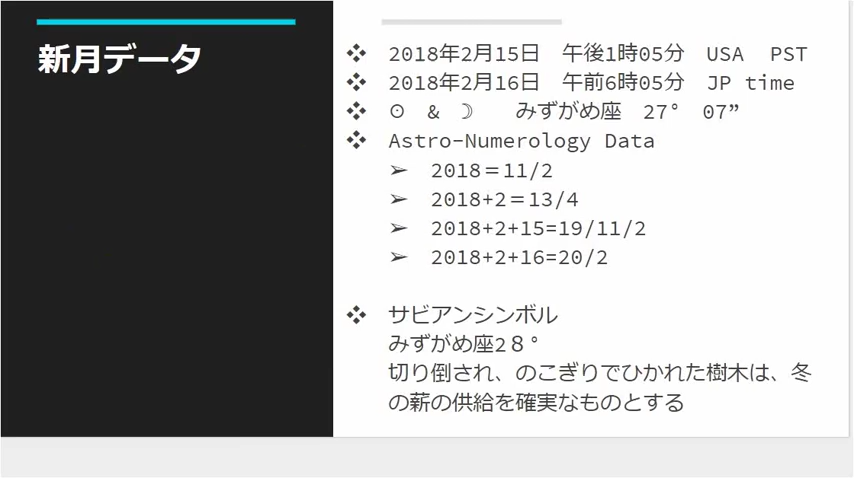 新月データ
❖ 2018年2月15日 午後1時05分 USA PST
❖ 2018年2月16日 午前6時05分 JP time
❖ ☉ & ☽ みずがめ座 27° 07”
❖ Astro-Numerology Data
➢ 2018＝11/2
➢ 2018+2＝13/4
➢ 2018+2+15=19/11/2
➢ 2018+2+16=20/2
❖ サビアンシンボル
みずがめ座2８°
切り倒され、のこぎりでひかれた樹木は、冬
の薪の供給を確実なものとする